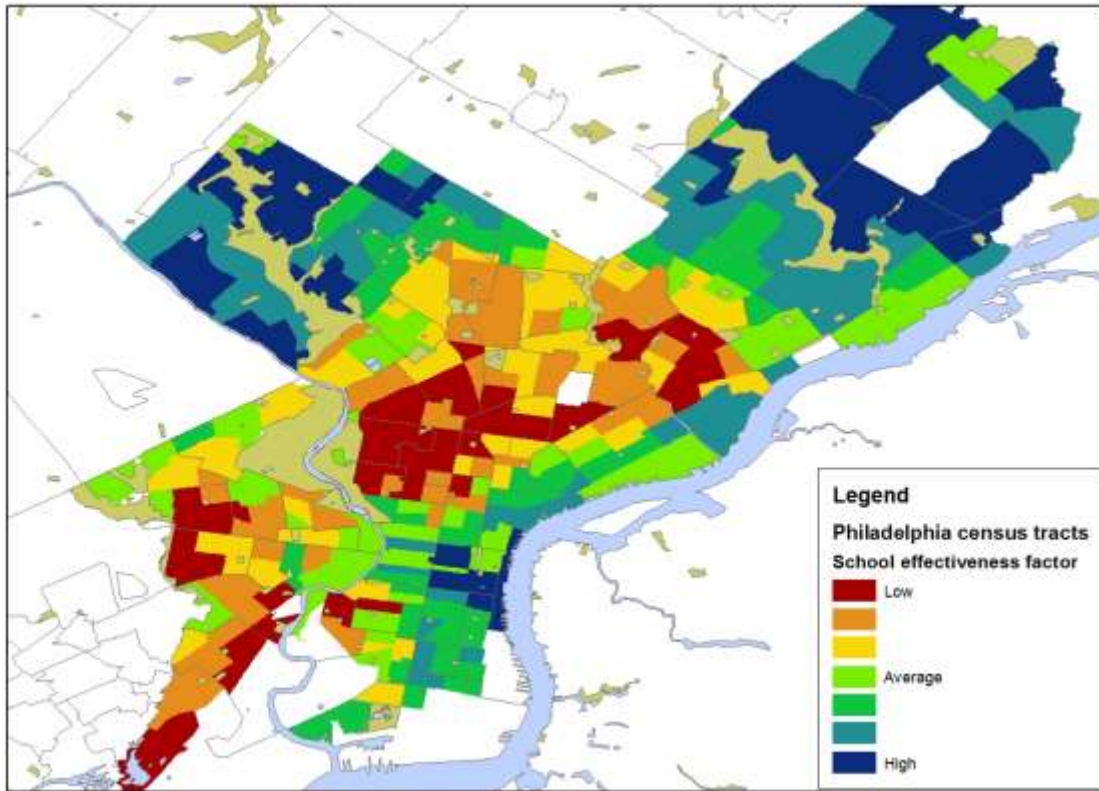 Legend
Philadelphia census tracts
School effectiveness factor
Low
Average
High